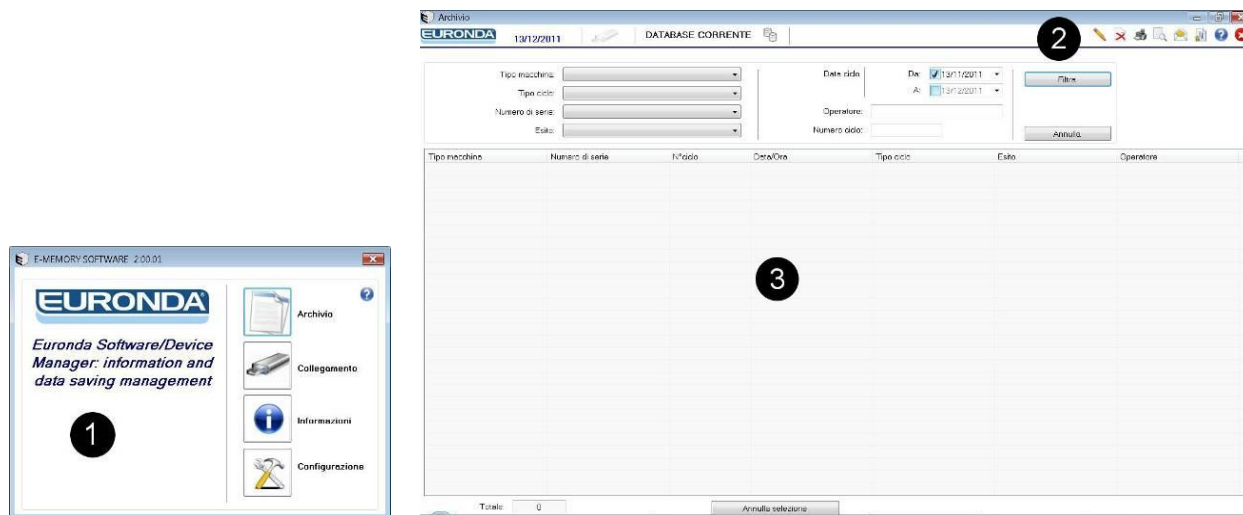 E-MEMORY SOFTWARE 2.00.01
EURONDA
Euronda Software/Device
Manager: information and
data saving management
1
Archivio
Collegamento
Informazioni
Configurazione
Archivio
EURONDA
13/12/2011
DATABASE CORRENTE
2
Tipo macchina:
Tipo ciclo:
Numero di serie:
Esito:
Data ciclo
Da: 13/11/2011
A: 13/12/2011
Operatore:
Numero ciclo:
Filtra
Annulla
Tipo macchina Numero di serie N°ciclo Data/Ora Tipo ciclo Esito Operatore
3
Totale 0
Annulla selezione